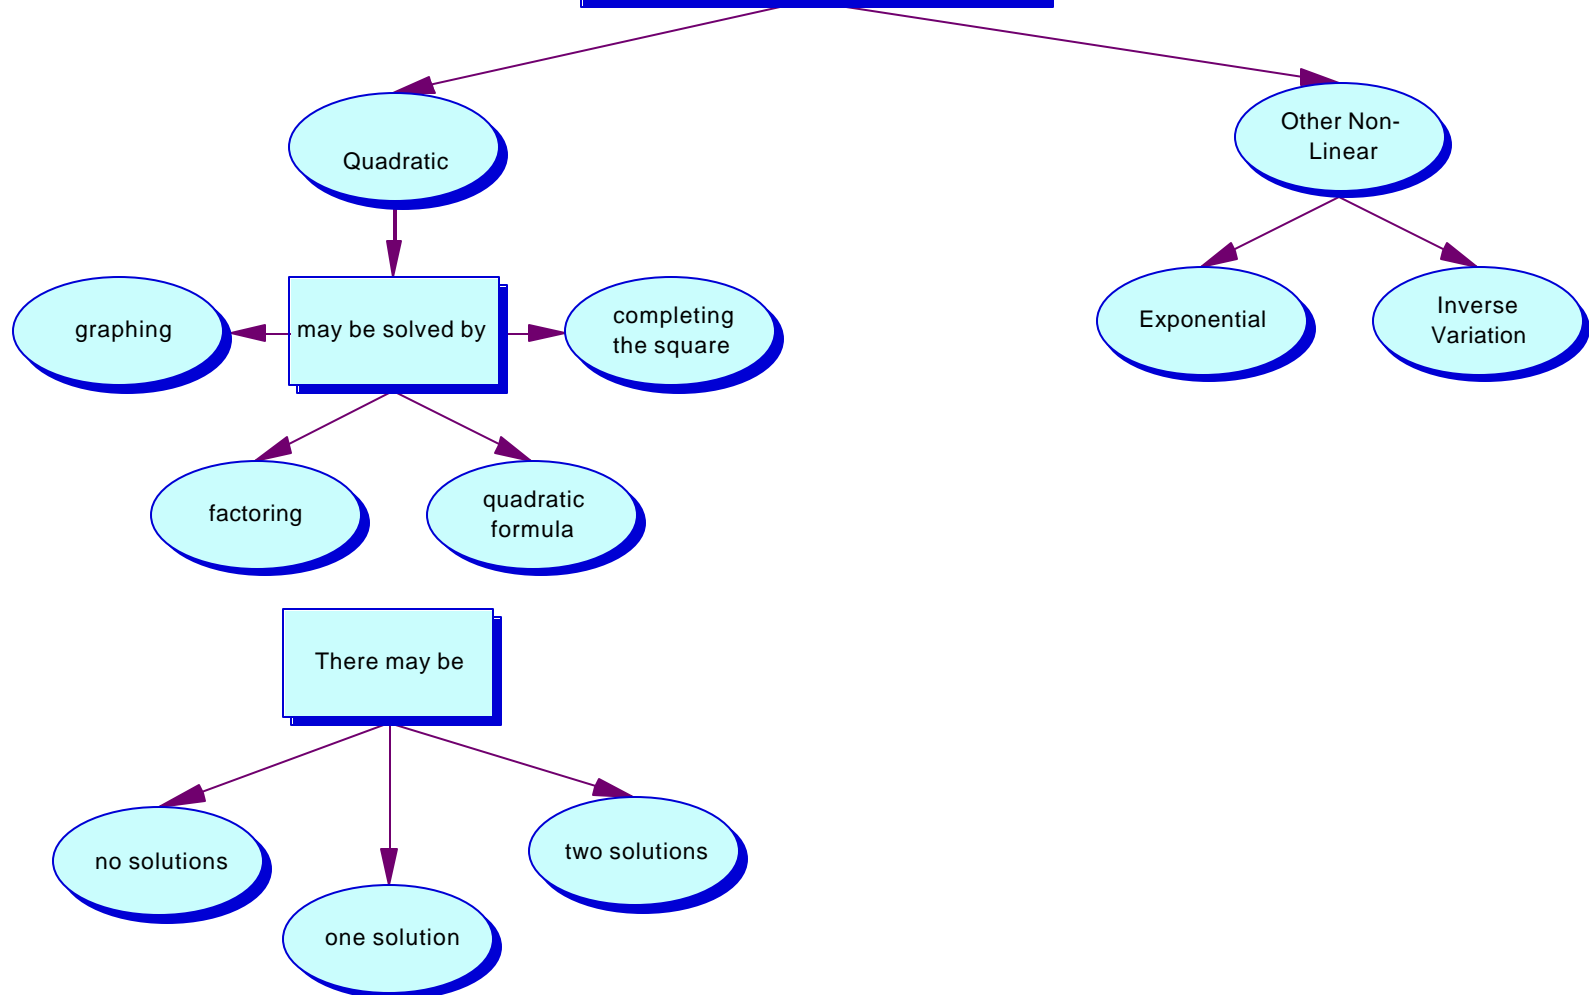 Quadratic
Other Non-
Linear
graphing
may be solved by
completing
the square
Exponential
Inverse
Variation
factoring
quadratic
formula
There may be
no solutions
one solution
two solutions